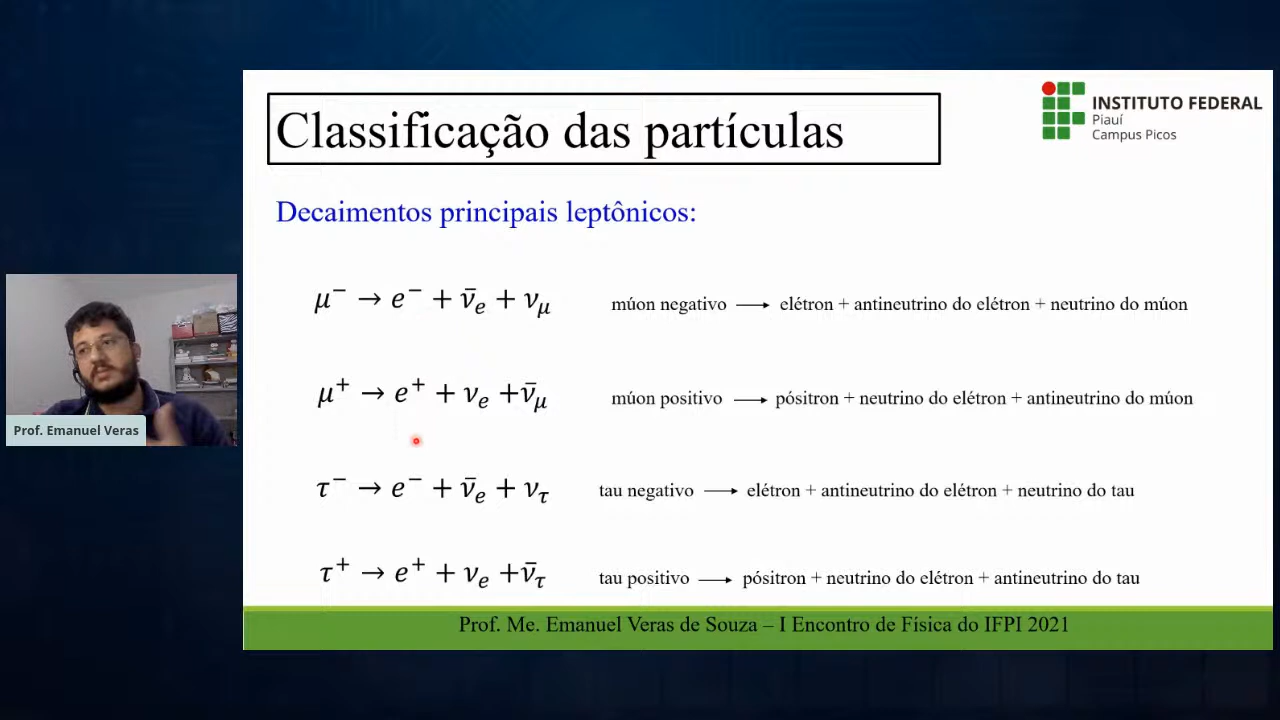 Classificação das partículas
INSTITUTO FEDERAL
Piauí
Campus Picos
Decaimentos principais leptônicos:
μ⁻ → e⁻ + ν̄ₑ + ν_μ múon negativo ⟶ elétron + antineutrino do elétron + neutrino do múon
μ⁺ → e⁺ + νₑ +ν̄_μ múon positivo ⟶ pósitron + neutrino do elétron + antineutrino do múon
Prof. Emanuel Veras
τ⁻ → e⁻ + ν̄ₑ + ν_τ tau negativo ⟶ elétron + antineutrino do elétron + neutrino do tau
τ⁺ → e⁺ + νₑ +ν̄_τ tau positivo ⟶ pósitron + neutrino do elétron + antineutrino do tau
Prof. Me. Emanuel Veras de Souza – I Encontro de Física do IFPI 2021